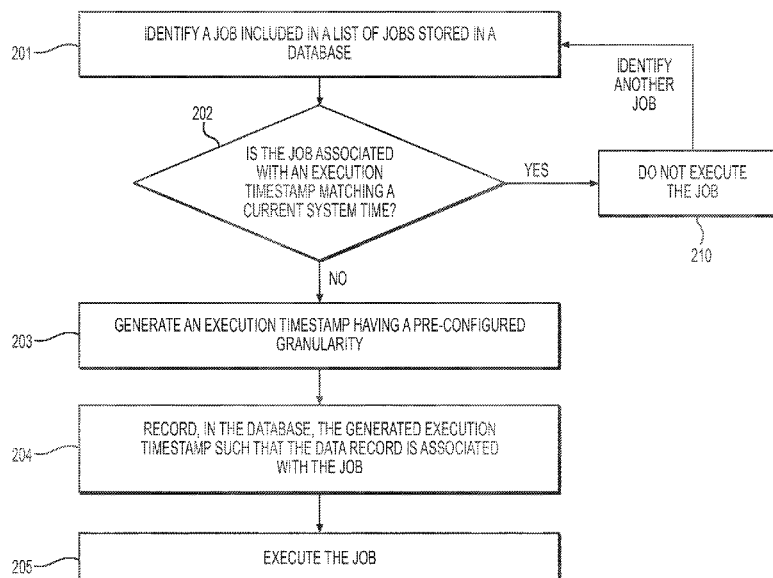 201
IDENTIFY A JOB INCLUDED IN A LIST OF JOBS STORED IN A
DATABASE
IDENTIFY
ANOTHER
JOB
202
IS THE JOB ASSOCIATED
WITH AN EXECUTION
TIMESTAMP MATCHING A
CURRENT SYSTEM TIME?
YES
DO NOT EXECUTE
THE JOB
210
NO
203
GENERATE AN EXECUTION TIMESTAMP HAVING A PRE-CONFIGURED
GRANULARITY
204
RECORD, IN THE DATABASE, THE GENERATED EXECUTION
TIMESTAMP SUCH THAT THE DATA RECORD IS ASSOCIATED
WITH THE JOB
205
EXECUTE THE JOB